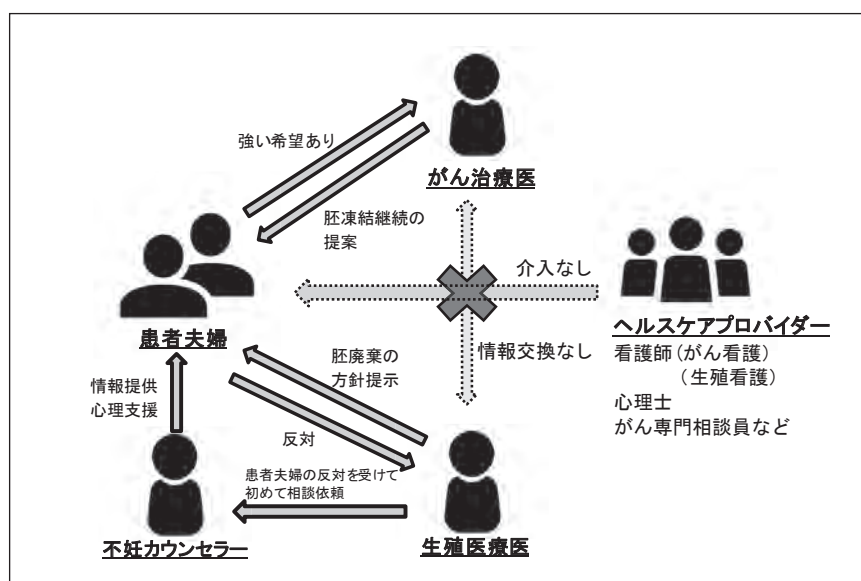 強い希望あり
がん治療医
胚凍結継続の
提案
介入なし
患者夫婦
ヘルスケアプロバイダー
看護師（がん看護）
（生殖看護）
心理士
がん専門相談員など
情報交換なし
胚廃棄の
方針提示
情報提供
心理支援
反対
患者夫婦の反対を受けて
初めて相談依頼
不妊カウンセラー
生殖医療医